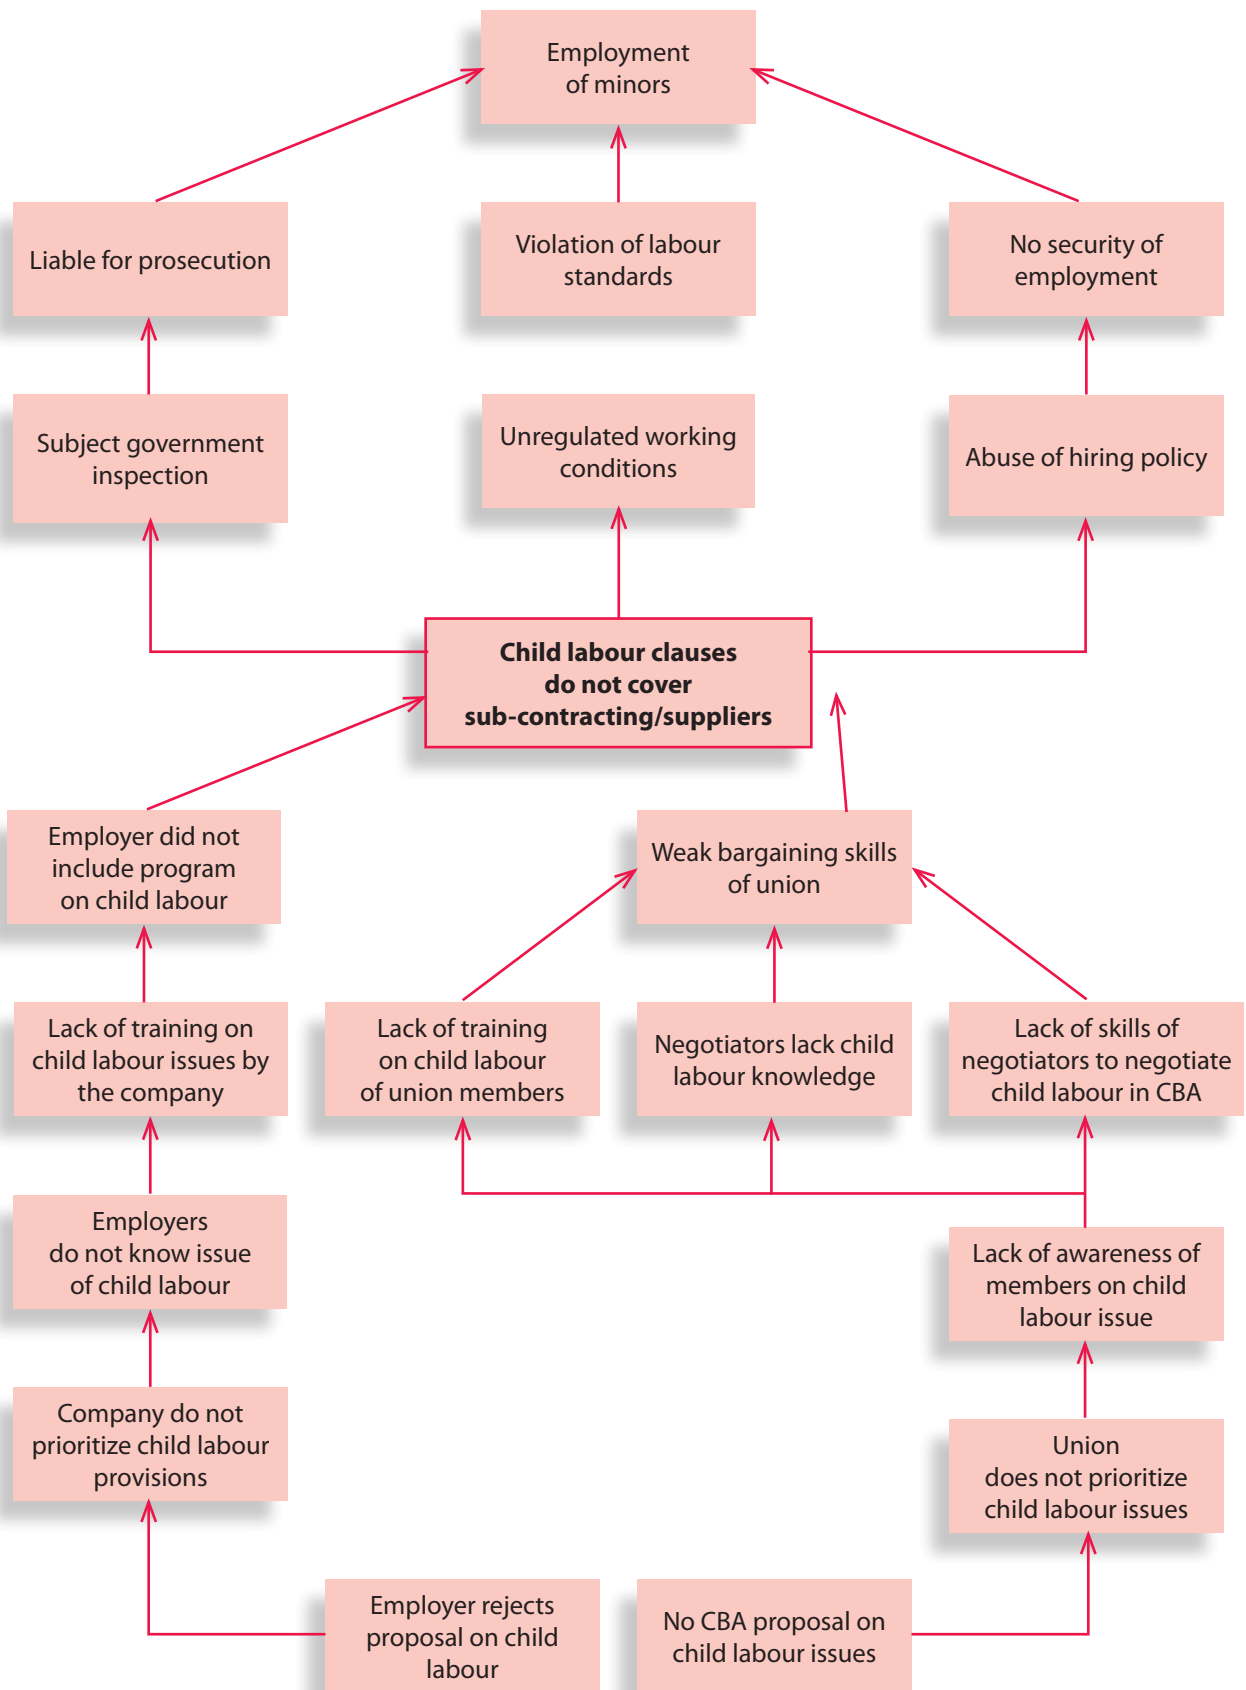 Employment
of minors
Liable for prosecution
Violation of labour
standards
No security of
employment
Subject government
inspection
Unregulated working
conditions
Abuse of hiring policy
Child labour clauses
do not cover
sub-contracting/suppliers
Employer did not
include program
on child labour
Weak bargaining skills
of union
Lack of training on
child labour issues by
the company
Lack of training
on child labour
of union members
Negotiators lack child
labour knowledge
Lack of skills of
negotiators to negotiate
child labour in CBA
Employers
do not know issue
of child labour
Lack of awareness of
members on child
labour issue
Company do not
prioritize child labour
provisions
Union
does not prioritize
child labour issues
Employer rejects
proposal on child
labour
No CBA proposal on
child labour issues